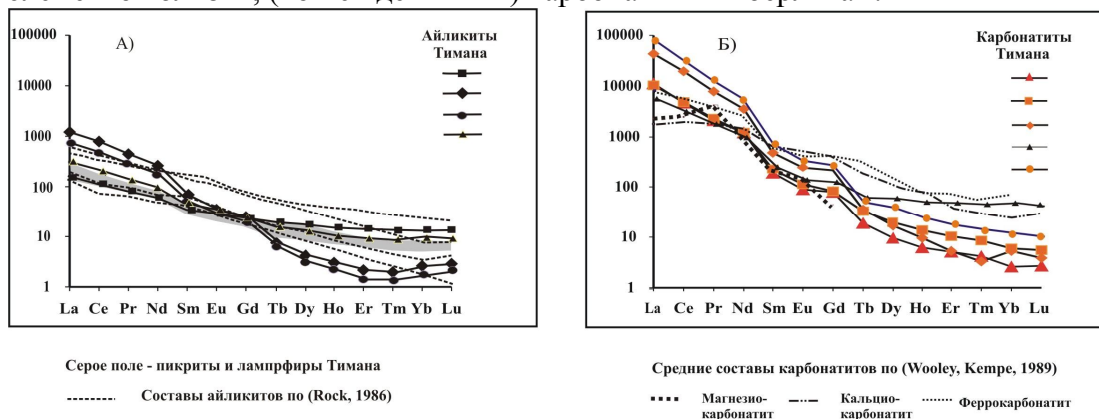 А)
Айликиты
Тимана
100000
10000
1000
100
10
1
La Ce Pr Nd Sm Eu Gd Tb Dy Ho Er Tm Yb Lu
Серое поле - пикриты и лампрфиры Тимана
Составы айликитов по (Rock, 1986)
Б)
Карбонатиты
Тимана
100000
10000
1000
100
10
1
La Ce Pr Nd Sm Eu Gd Tb Dy Ho Er Tm Yb Lu
Средние составы карбонатитов по (Wooley, Kempe, 1989)
Магнезио-
карбонатит
Кальцио-
карбонатит
Феррокарбонатит